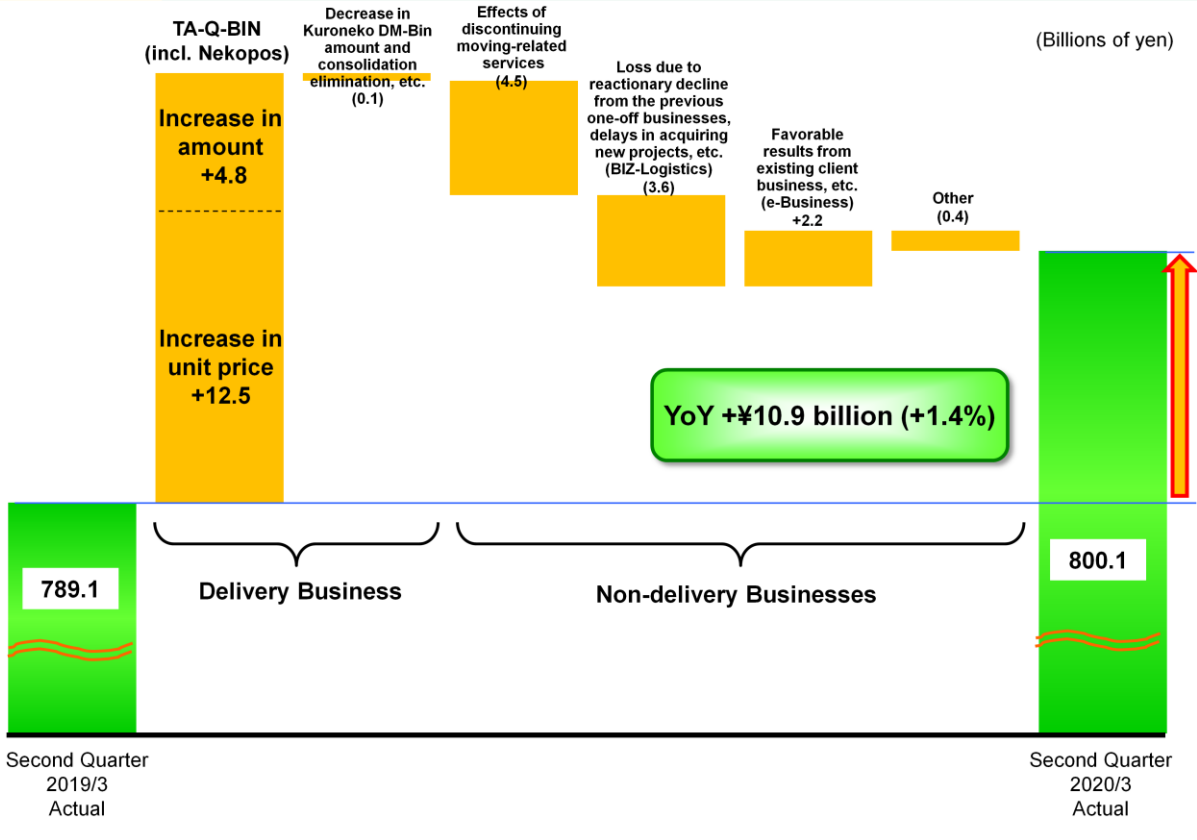 TA-Q-BIN
(incl. Nekopos)
Increase in
amount
+4.8
Increase in
unit price
+12.5
Decrease in
Kuroneko DM-Bin
amount and
consolidation
elimination, etc.
(0.1)
Effects of
discontinuing
moving-related
services
(4.5)
Loss due to
reactionary decline
from the previous
one-off businesses,
delays in acquiring
new projects, etc.
(BIZ-Logistics)
(3.6)
Favorable
results from
existing client
business, etc.
(e-Business)
+2.2
Other
(0.4)
(Billions of yen)
YoY +¥10.9 billion (+1.4%)
789.1
Delivery Business
Non-delivery Businesses
800.1
Second Quarter
2019/3
Actual
Second Quarter
2020/3
Actual